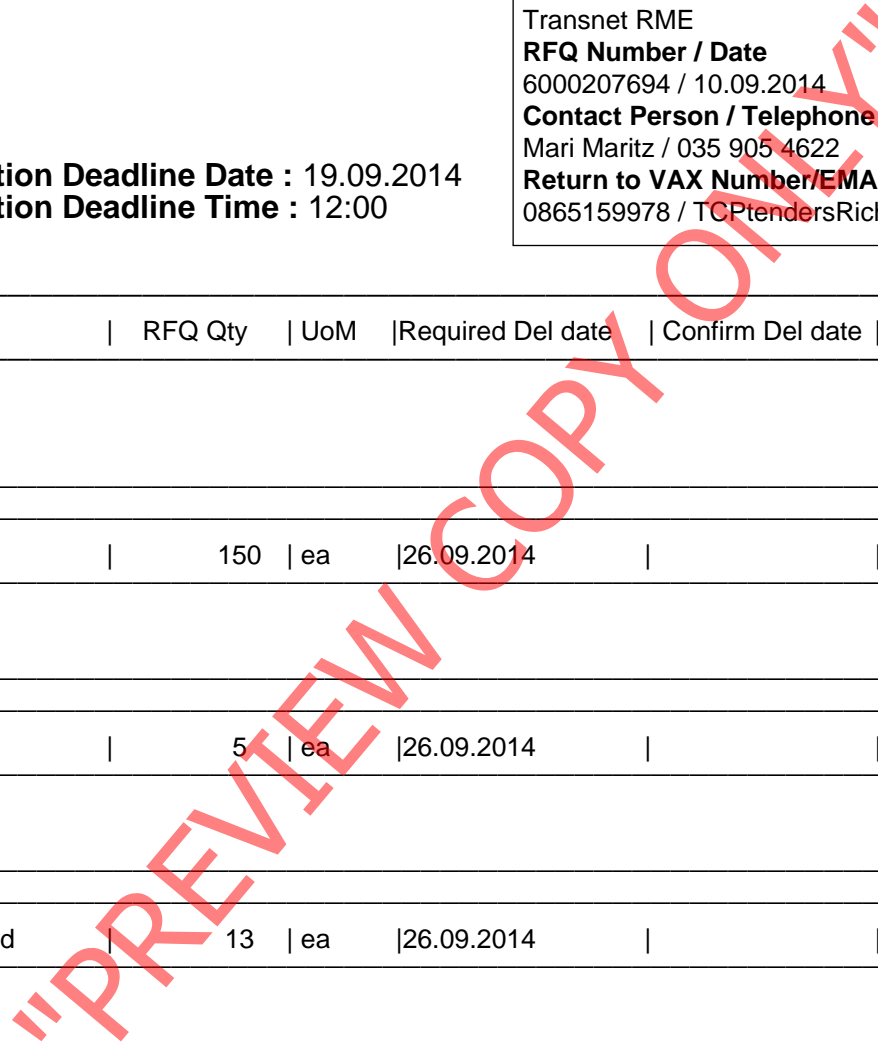 Transnet RME
RFQ Number / Date
6000207694 / 10.09.2014
Contact Person / Telephone
Mari Maritz / 035 905 4622
Return to VAX Number/EMA
0865159978 / TCPtendersRich
tion Deadline Date : 19.09.2014
tion Deadline Time : 12:00
| RFQ Qty | UoM |Required Del date | Confirm Del date |
| 150 | ea |26.09.2014 | |
| 5 | ea |26.09.2014 | |
d | 13 | ea |26.09.2014 | |
"PREVIEW COPY ONLY"